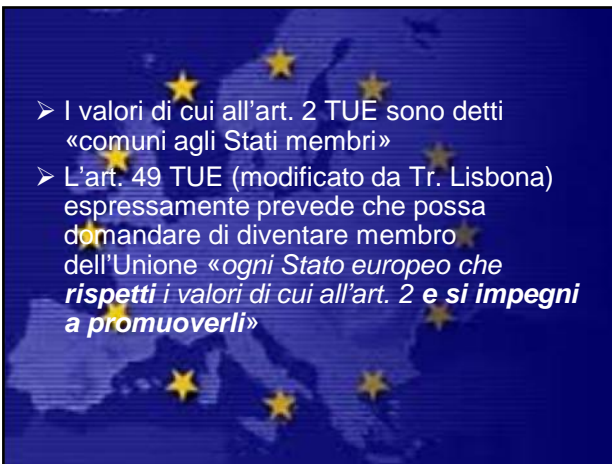 ➢ I valori di cui all'art. 2 TUE sono detti
«comuni agli Stati membri»
➢ L'art. 49 TUE (modificato da Tr. Lisbona)
espressamente prevede che possa
domandare di diventare membro
dell'Unione «ogni Stato europeo che
rispetti i valori di cui all'art. 2 e si impegni
a promuoverli»